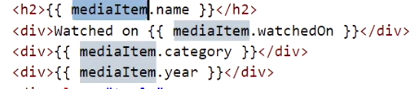 <h2>{{ mediaItem.name }}</h2>
<div>Watched on {{ mediaItem.watchedOn }}</div>
<div>{{ mediaItem.category }}</div>
<div>{{ mediaItem.year }}</div>